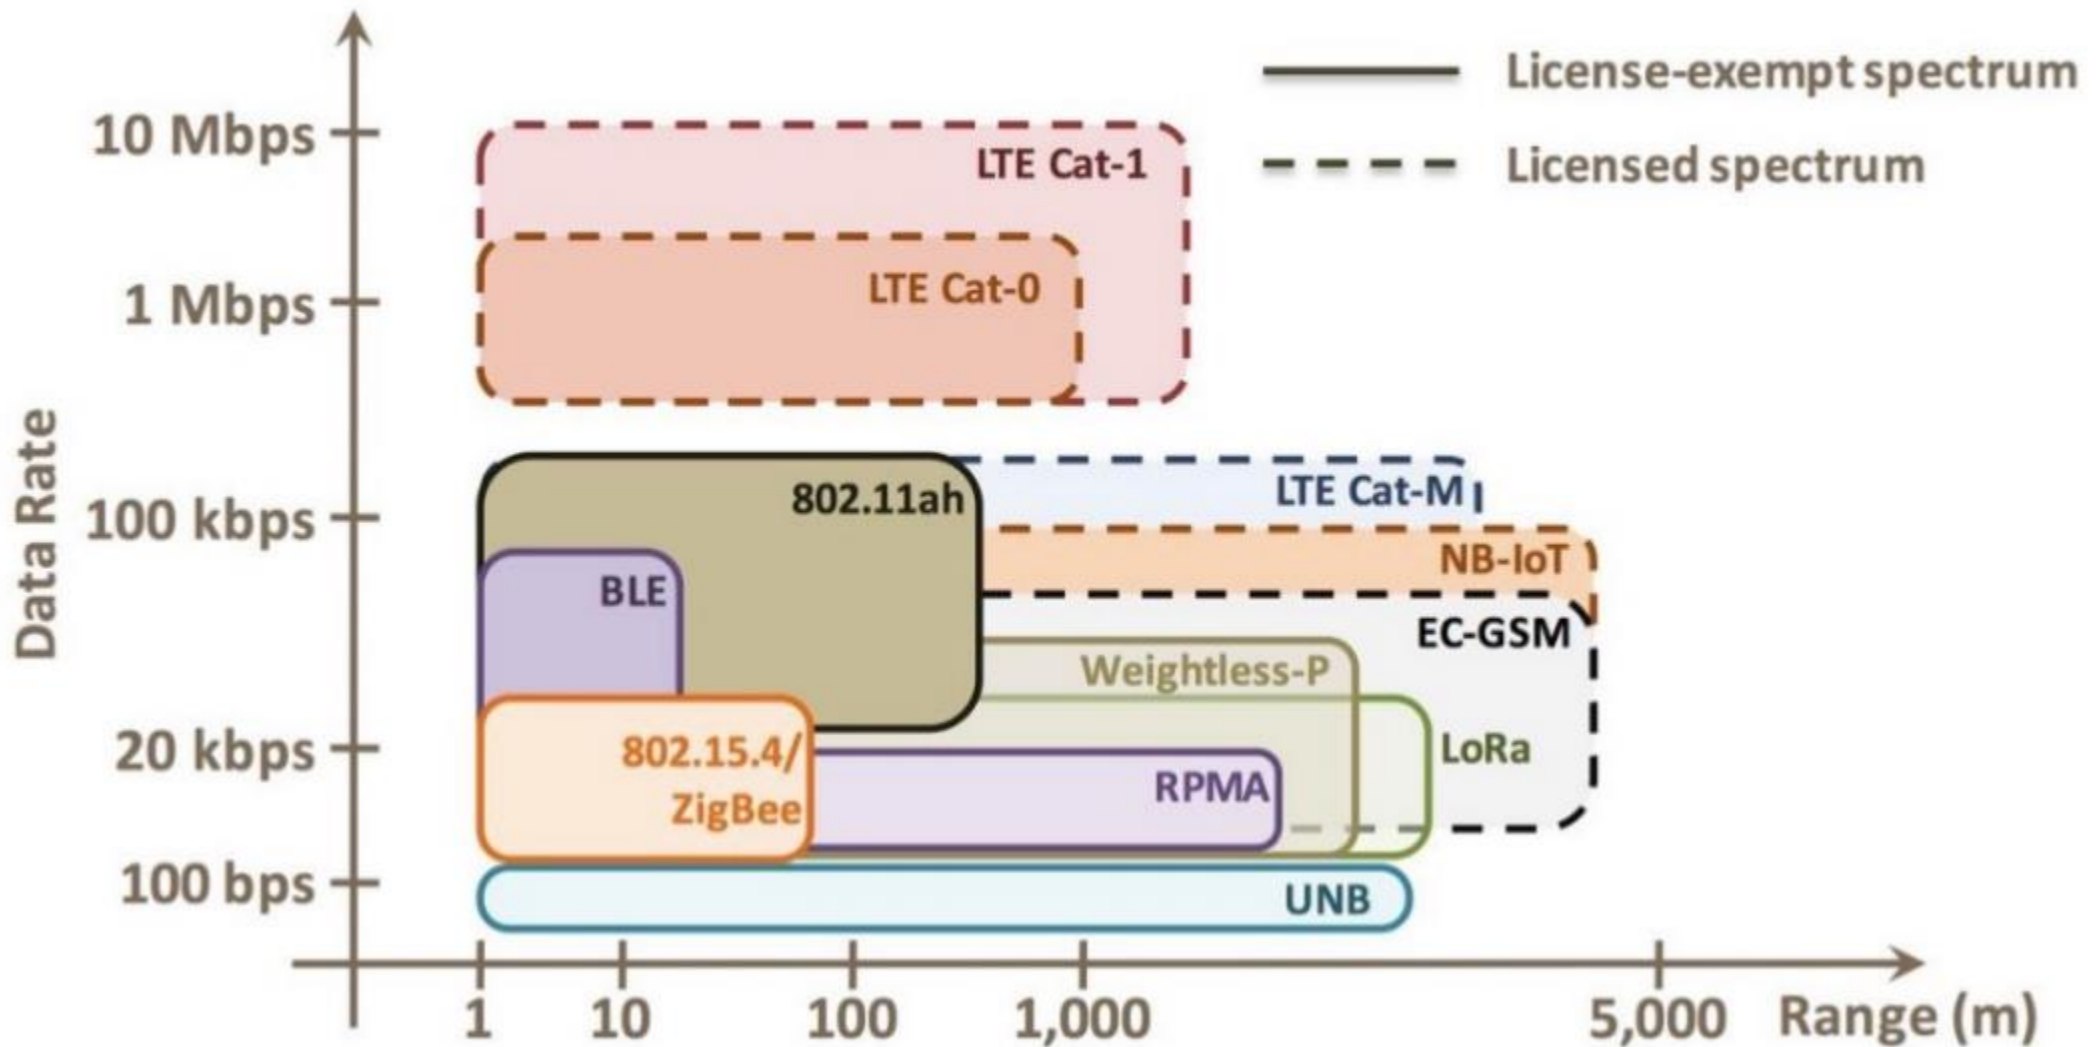 License-exempt spectrum
Licensed spectrum
10 Mbps
LTE Cat-1
LTE Cat-0
1 Mbps
Data Rate
802.11ah
LTE Cat-M
100 kbps
NB-IoT
BLE
EC-GSM
Weightless-P
20 kbps
802.15.4/
ZigBee
RPMA
LoRa
100 bps
UNB
1
10
100
1,000
5,000
Range (m)